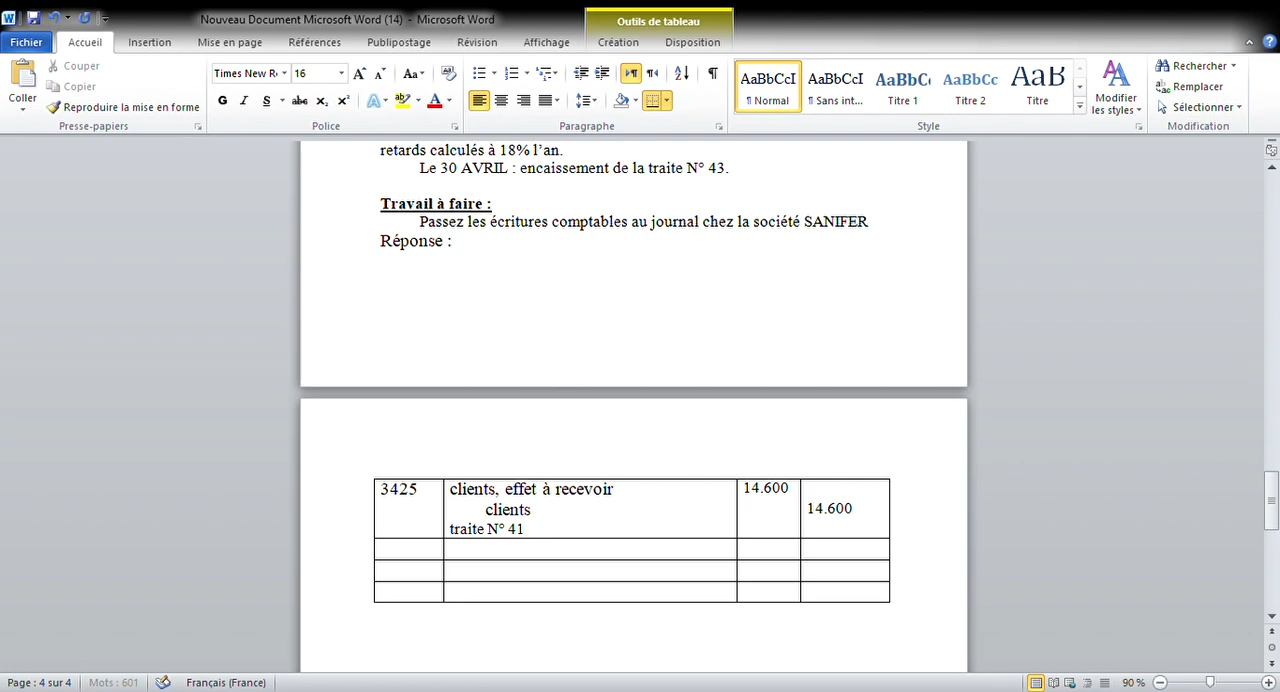 Nouveau Document Microsoft Word (14) - Microsoft Word
Outils de tableau
Fichier Accueil Insertion Mise en page Références Publipostage Révision Affichage Création Disposition
Coller
Couper
Copier
Reproduire la mise en forme
Presse-papiers
Times New R 16 Aa
G I S abc x₂ x² A ab A
Police
Paragraphe
AaBbCcI AaBbCcI AaBbC AaBbCc AaB
¶ Normal ¶ Sans int... Titre 1 Titre 2 Titre
Modifier
les styles
Style
Rechercher
Remplacer
Sélectionner
Modification
retards calculés à 18% l’an.
Le 30 AVRIL : encaissement de la traite N° 43.
Travail à faire :
Passez les écritures comptables au journal chez la société SANIFER
Réponse :
3425 clients, effet à recevoir 14.600
clients 14.600
traite N° 41
Page : 4 sur 4 Mots : 601 Français (France) 90 %